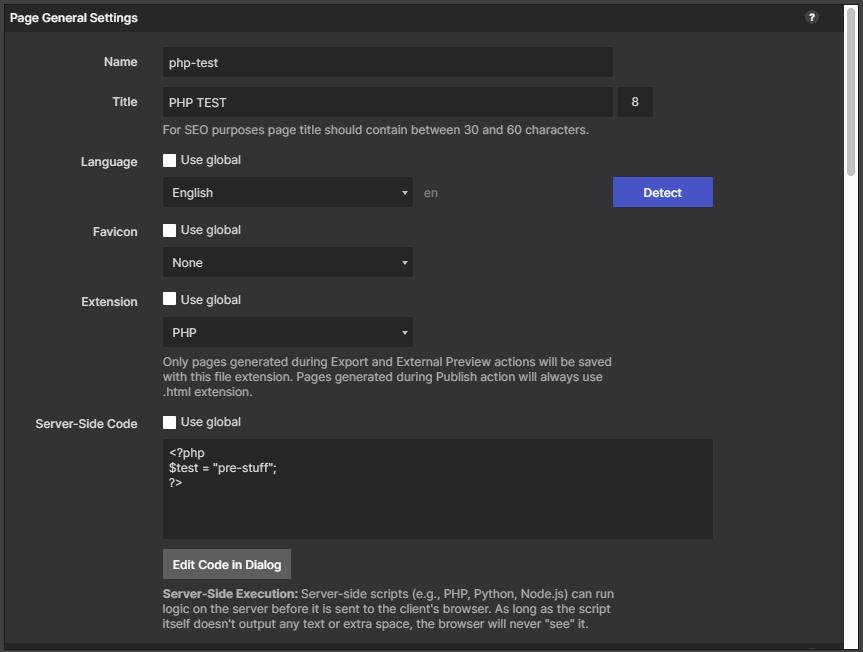 Page General Settings ?
Name php-test
Title PHP TEST 8
For SEO purposes page title should contain between 30 and 60 characters.
Language Use global
English en Detect
Favicon Use global
None
Extension Use global
PHP
Only pages generated during Export and External Preview actions will be saved
with this file extension. Pages generated during Publish action will always use
.html extension.
Server-Side Code Use global
<?php
$test = "pre-stuff";
?>
Edit Code in Dialog
Server-Side Execution: Server-side scripts (e.g., PHP, Python, Node.js) can run
logic on the server before it is sent to the client's browser. As long as the script
itself doesn't output any text or extra space, the browser will never "see" it.